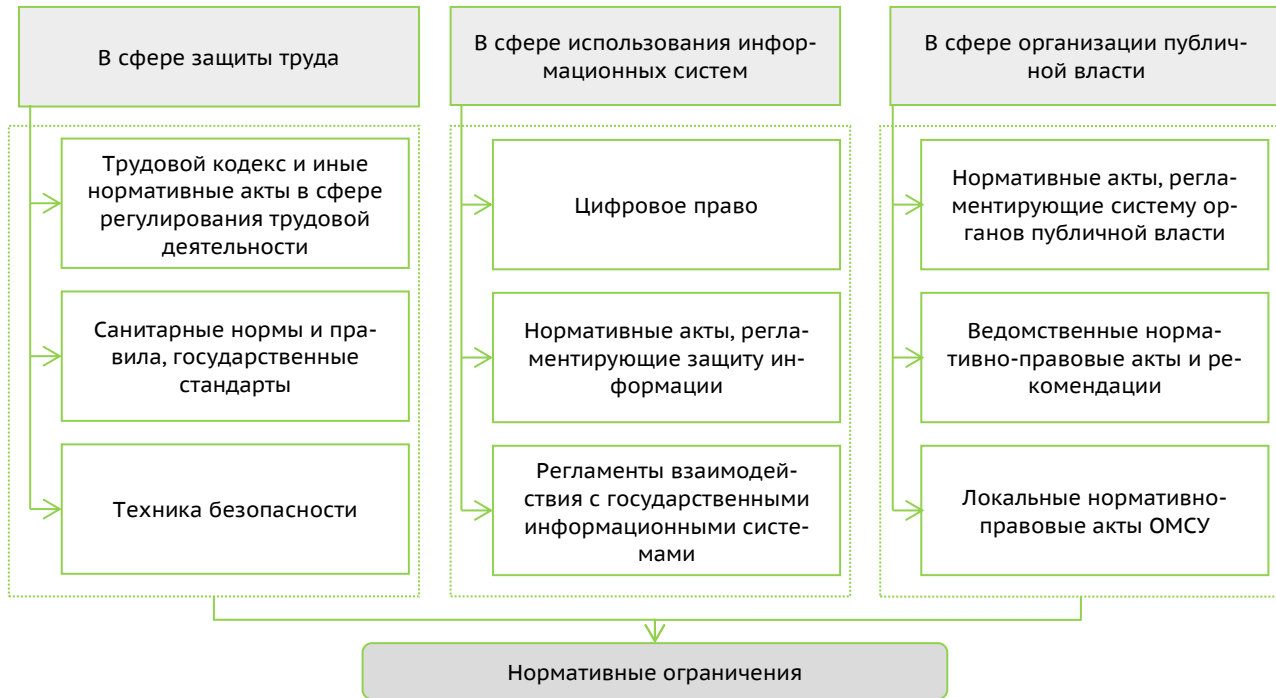 В сфере защиты труда
Трудовой кодекс и иные
нормативные акты в сфере
регулирования трудовой
деятельности
Санитарные нормы и пра-
вила, государственные
стандарты
Техника безопасности
В сфере использования инфор-
мационных систем
Цифровое право
Нормативные акты, регла-
ментирующие защиту ин-
формации
Регламенты взаимодей-
ствия с государственными
информационными систе-
мами
В сфере организации публич-
ной власти
Нормативные акты, регла-
ментирующие систему ор-
ганов публичной власти
Ведомственные норма-
тивно-правовые акты и ре-
комендации
Локальные нормативно-
правовые акты ОМСУ
Нормативные ограничения